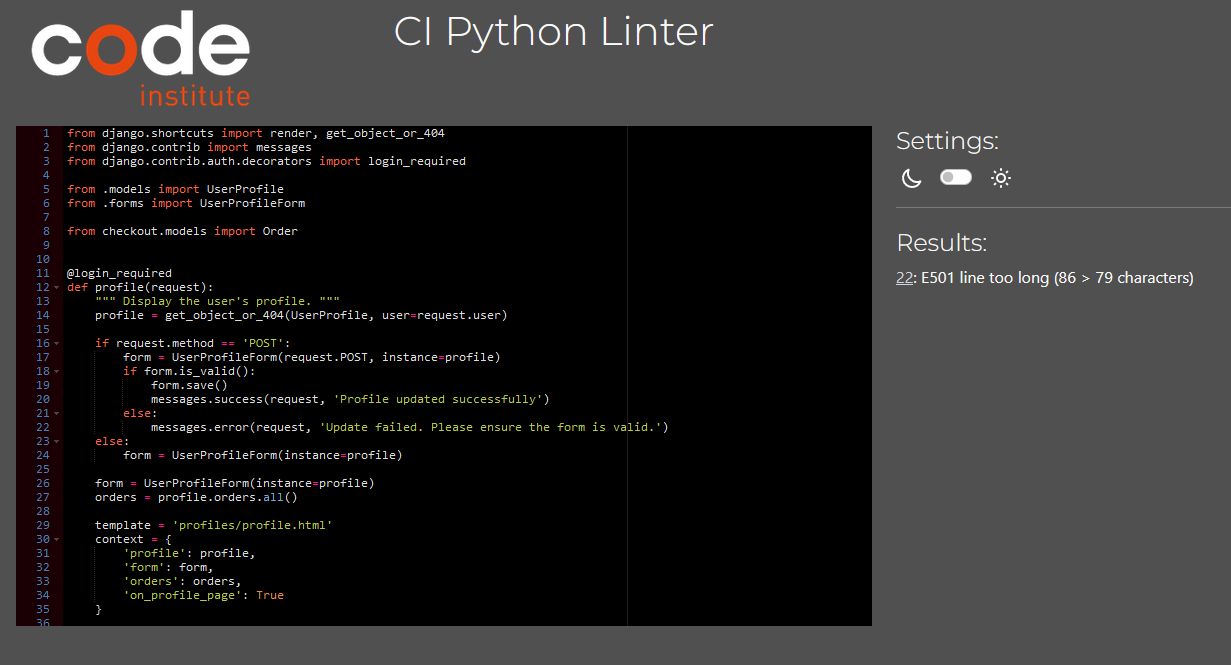 code
institute
CI Python Linter
1 from django.shortcuts import render, get_object_or_404
2 from django.contrib import messages
3 from django.contrib.auth.decorators import login_required
4
5 from .models import UserProfile
6 from .forms import UserProfileForm
7
8 from checkout.models import Order
9
10
11 @login_required
12 def profile(request):
13     """ Display the user's profile. """
14     profile = get_object_or_404(UserProfile, user=request.user)
15
16     if request.method == 'POST':
17         form = UserProfileForm(request.POST, instance=profile)
18         if form.is_valid():
19             form.save()
20             messages.success(request, 'Profile updated successfully')
21         else:
22             messages.error(request, 'Update failed. Please ensure the form is valid.')
23     else:
24         form = UserProfileForm(instance=profile)
25
26     form = UserProfileForm(instance=profile)
27     orders = profile.orders.all()
28
29     template = 'profiles/profile.html'
30     context = {
31         'profile': profile,
32         'form': form,
33         'orders': orders,
34         'on_profile_page': True
35     }
36
Settings:
Results:
22: E501 line too long (86 > 79 characters)